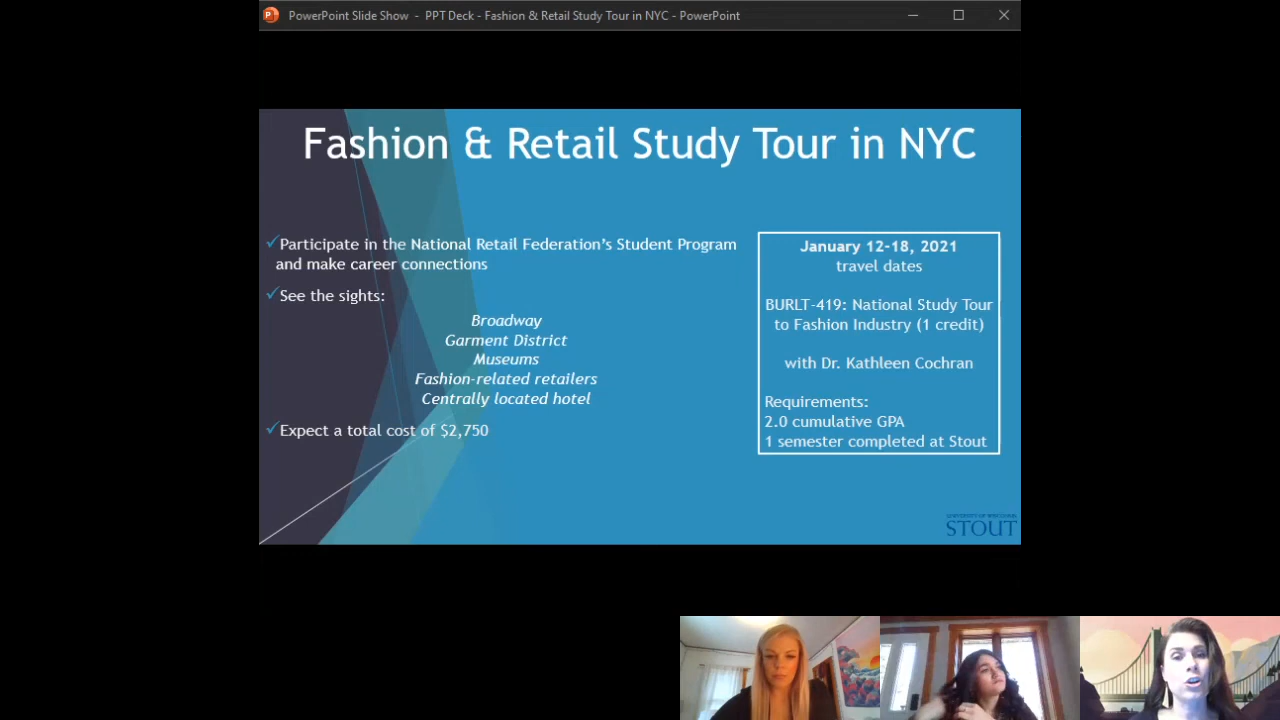 PowerPoint Slide Show - PPT Deck - Fashion & Retail Study Tour in NYC - PowerPoint
Fashion & Retail Study Tour in NYC
✓Participate in the National Retail Federation's Student Program
and make career connections
✓See the sights:
Broadway
Garment District
Museums
Fashion-related retailers
Centrally located hotel
✓Expect a total cost of $2,750
January 12-18, 2021
travel dates
BURLT-419: National Study Tour
to Fashion Industry (1 credit)
with Dr. Kathleen Cochran
Requirements:
2.0 cumulative GPA
1 semester completed at Stout
UNIVERSITY OF WISCONSIN
STOUT